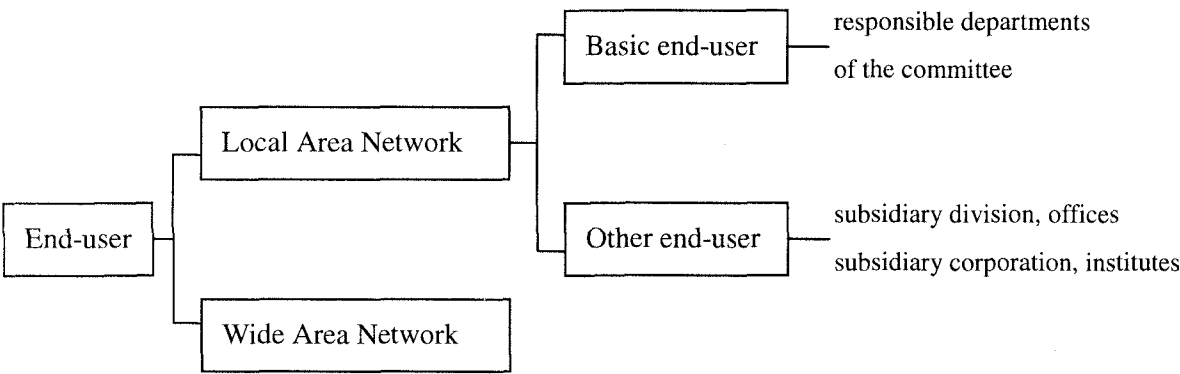 Basic end-user
responsible departments
of the committee
Local Area Network
End-user
Other end-user
subsidiary division, offices
subsidiary corporation, institutes
Wide Area Network